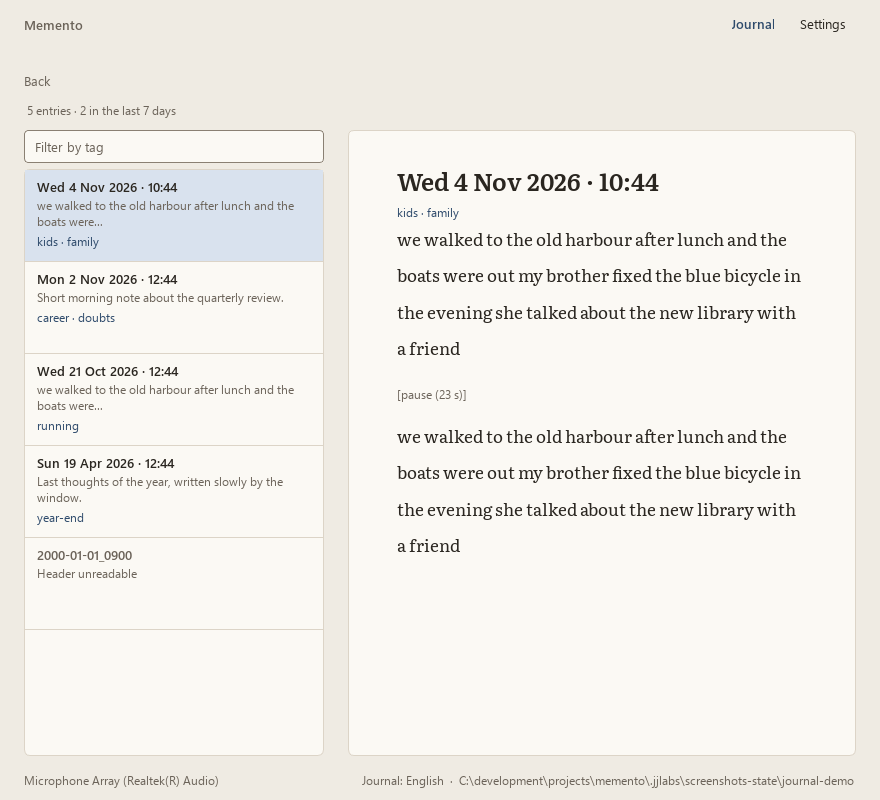 Memento
Journal
Settings
Back
5 entries · 2 in the last 7 days
Filter by tag
Wed 4 Nov 2026 · 10:44
we walked to the old harbour after lunch and the
boats were...
kids · family
Mon 2 Nov 2026 · 12:44
Short morning note about the quarterly review.
career · doubts
Wed 21 Oct 2026 · 12:44
we walked to the old harbour after lunch and the
boats were...
running
Sun 19 Apr 2026 · 12:44
Last thoughts of the year, written slowly by the
window.
year-end
2000-01-01_0900
Header unreadable
Wed 4 Nov 2026 · 10:44
kids · family
we walked to the old harbour after lunch and the
boats were out my brother fixed the blue bicycle in
the evening she talked about the new library with
a friend
[pause (23 s)]
we walked to the old harbour after lunch and the
boats were out my brother fixed the blue bicycle in
the evening she talked about the new library with
a friend
Microphone Array (Realtek(R) Audio)
Journal: English · C:\development\projects\memento\.jjlabs\screenshots-state\journal-demo